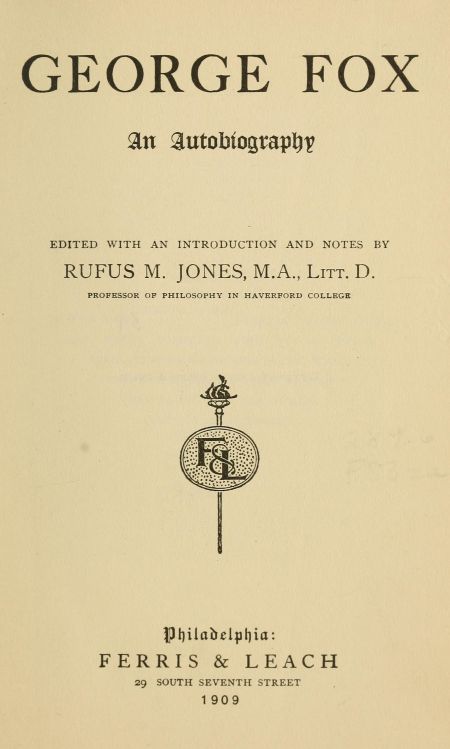 GEORGE FOX
An Autobiography
EDITED WITH AN INTRODUCTION AND NOTES BY
RUFUS M. JONES, M.A., LITT. D.
PROFESSOR OF PHILOSOPHY IN HAVERFORD COLLEGE
F&L
Philadelphia:
FERRIS & LEACH
29 SOUTH SEVENTH STREET
1909